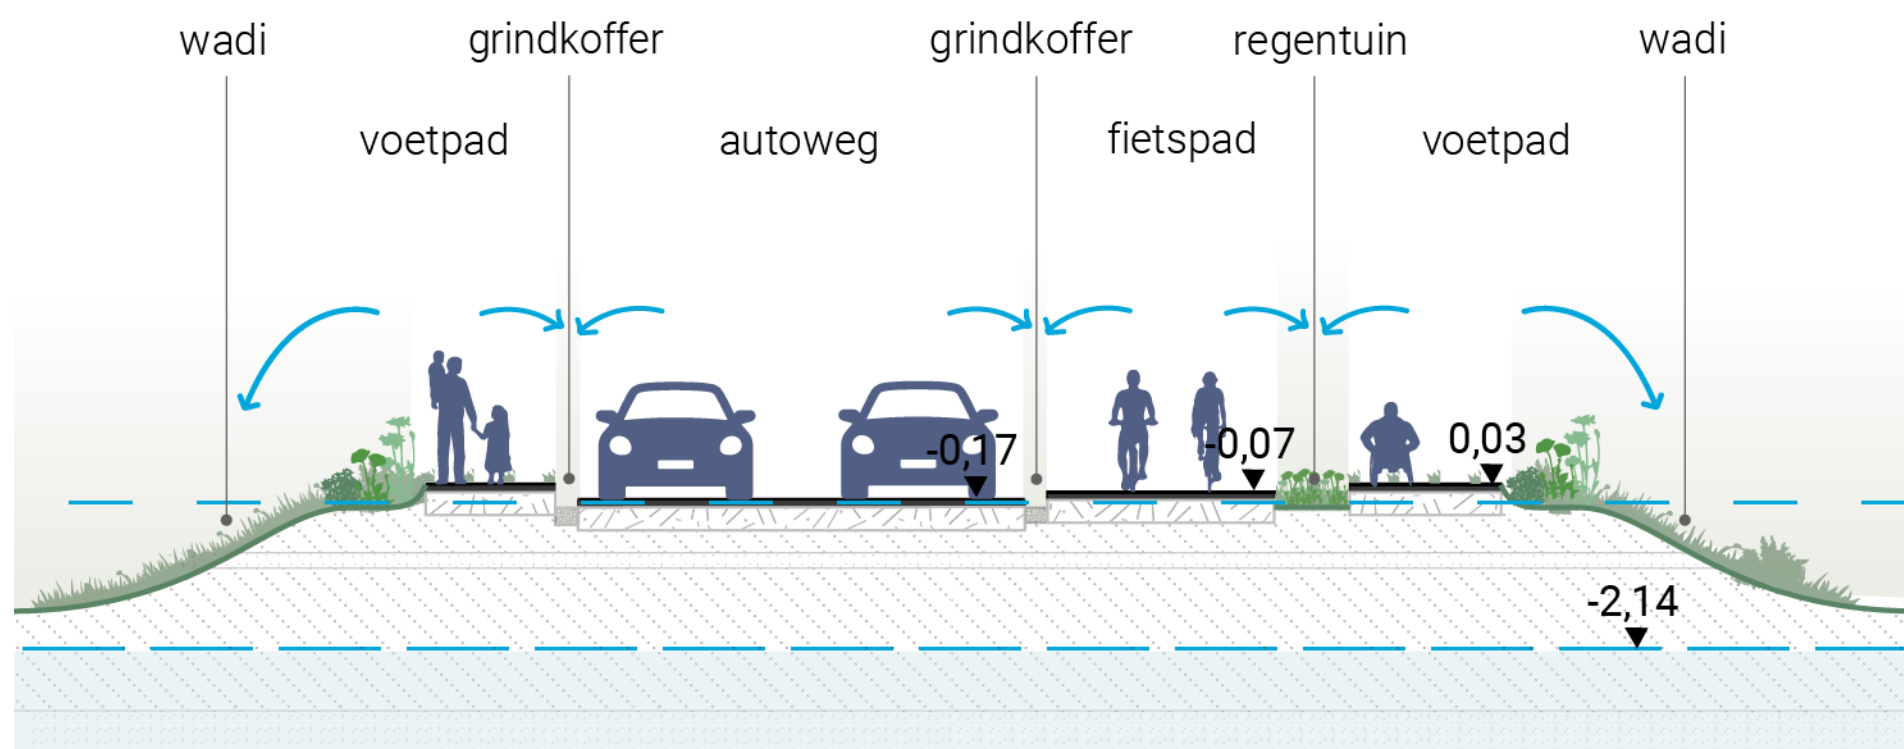 wadi
grindkoffer
grindkoffer
regentuin
wadi
voetpad
autoweg
fietspad
voetpad
-0,17
-0,07
0,03
-2,14